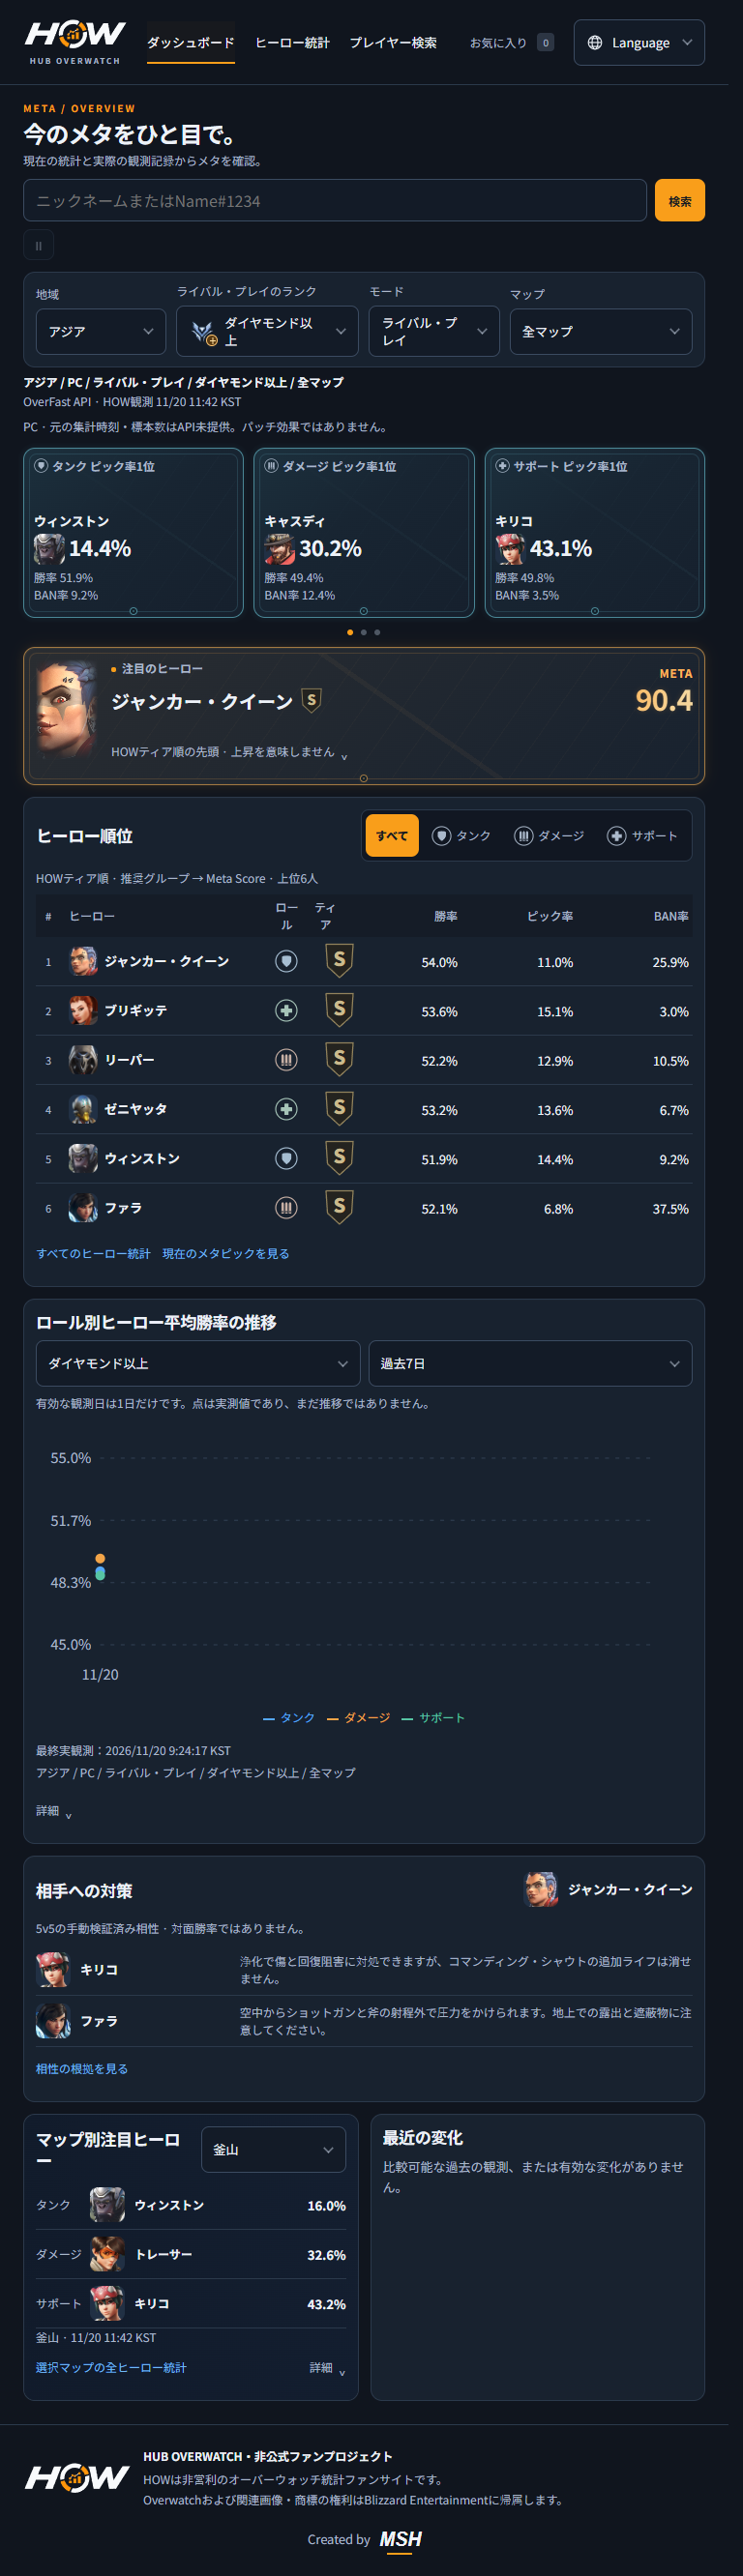 HOW
HUB OVERWATCH
ダッシュボード
ヒーロー統計
プレイヤー検索
お気に入り 0
Language
META / OVERVIEW
今のメタをひと目で。
現在の統計と実際の観測記録からメタを確認。
ニックネームまたはName#1234
検索
地域
ライバル・プレイのランク
モード
マップ
アジア
ダイヤモンド以
上
ライバル・プ
レイ
全マップ
アジア / PC / ライバル・プレイ / ダイヤモンド以上 / 全マップ
OverFast API · HOW観測 11/20 11:42 KST
PC · 元の集計時刻・標本数はAPI未提供。パッチ効果ではありません。
タンク ピック率1位
ウィンストン
14.4%
勝率 51.9%
BAN率 9.2%
ダメージ ピック率1位
キャスディ
30.2%
勝率 49.4%
BAN率 12.4%
サポート ピック率1位
キリコ
43.1%
勝率 49.8%
BAN率 3.5%
注目のヒーロー
ジャンカー・クイーン S
HOWティア順の先頭 · 上昇を意味しません
META
90.4
ヒーロー順位
すべて タンク ダメージ サポート
HOWティア順 · 推奨グループ → Meta Score · 上位6人
# ヒーロー ロー
ル ティ
ア 勝率 ピック率 BAN率
1 ジャンカー・クイーン S 54.0% 11.0% 25.9%
2 ブリギッテ S 53.6% 15.1% 3.0%
3 リーパー S 52.2% 12.9% 10.5%
4 ゼニヤッタ S 53.2% 13.6% 6.7%
5 ウィンストン S 51.9% 14.4% 9.2%
6 ファラ S 52.1% 6.8% 37.5%
すべてのヒーロー統計 現在のメタピックを見る
ロール別ヒーロー平均勝率の推移
ダイヤモンド以上
過去7日
有効な観測日は1日だけです。点は実測値であり、まだ推移ではありません。
55.0%
51.7%
48.3%
45.0%
11/20
タンク ダメージ サポート
最終実観測：2026/11/20 9:24:17 KST
アジア / PC / ライバル・プレイ / ダイヤモンド以上 / 全マップ
詳細
相手への対策
ジャンカー・クイーン
5v5の手動検証済み相性 · 対面勝率ではありません。
キリコ
浄化で傷と回復阻害に対処できますが、コマンディング・シャウトの追加ライフは消せ
ません。
ファラ
空中からショットガンと斧の射程外で圧力をかけられます。地上での露出と遮蔽物に注
意してください。
相性の根拠を見る
マップ別注目ヒーロ
ー
釜山
タンク ウィンストン 16.0%
ダメージ トレーサー 32.6%
サポート キリコ 43.2%
釜山 · 11/20 11:42 KST
選択マップの全ヒーロー統計
詳細
最近の変化
比較可能な過去の観測、または有効な変化がありませ
ん。
HOW
HUB OVERWATCH・非公式ファンプロジェクト
HOWは非営利のオーバーウォッチ統計ファンサイトです。
Overwatchおよび関連画像・商標の権利はBlizzard Entertainmentに帰属します。
Created by MSH